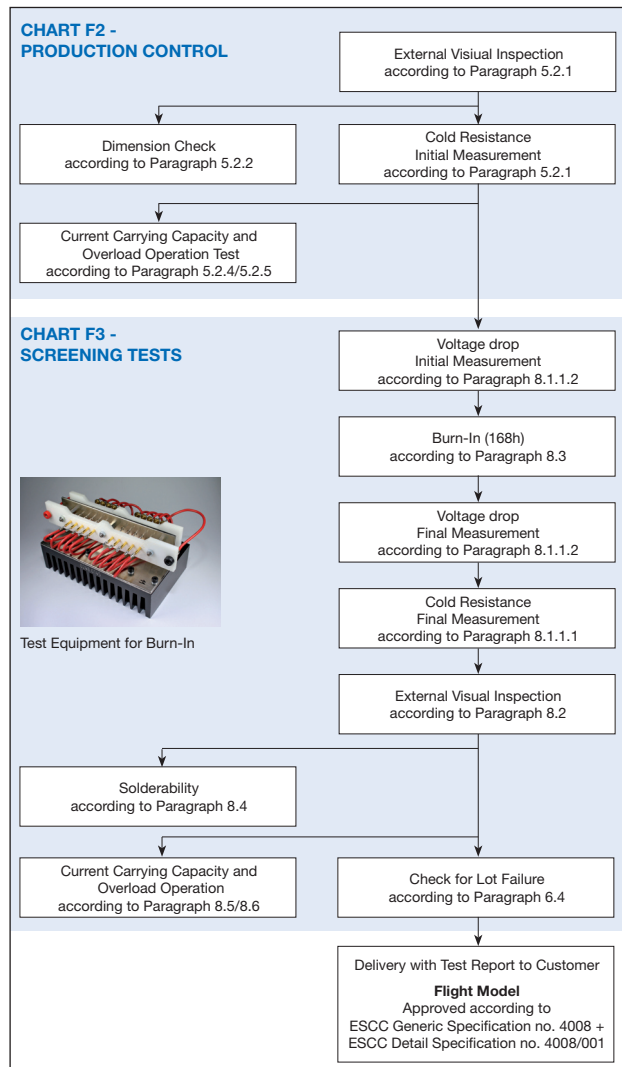 CHART F2 -
PRODUCTION CONTROL
External Visiual Inspection
according to Paragraph 5.2.1
Dimension Check
according to Paragraph 5.2.2
Cold Resistance
Initial Measurement
according to Paragraph 5.2.1
Current Carrying Capacity and
Overload Operation Test
according to Paragraph 5.2.4/5.2.5
CHART F3 -
SCREENING TESTS
Voltage drop
Initial Measurement
according to Paragraph 8.1.1.2
Burn-In (168h)
according to Paragraph 8.3
Voltage drop
Final Measurement
according to Paragraph 8.1.1.2
Test Equipment for Burn-In
Cold Resistance
Final Measurement
according to Paragraph 8.1.1.1
External Visual Inspection
according to Paragraph 8.2
Solderability
according to Paragraph 8.4
Current Carrying Capacity and
Overload Operation
according to Paragraph 8.5/8.6
Check for Lot Failure
according to Paragraph 6.4
Delivery with Test Report to Customer
Flight Model
Approved according to
ESCC Generic Specification no. 4008 +
ESCC Detail Specification no. 4008/001